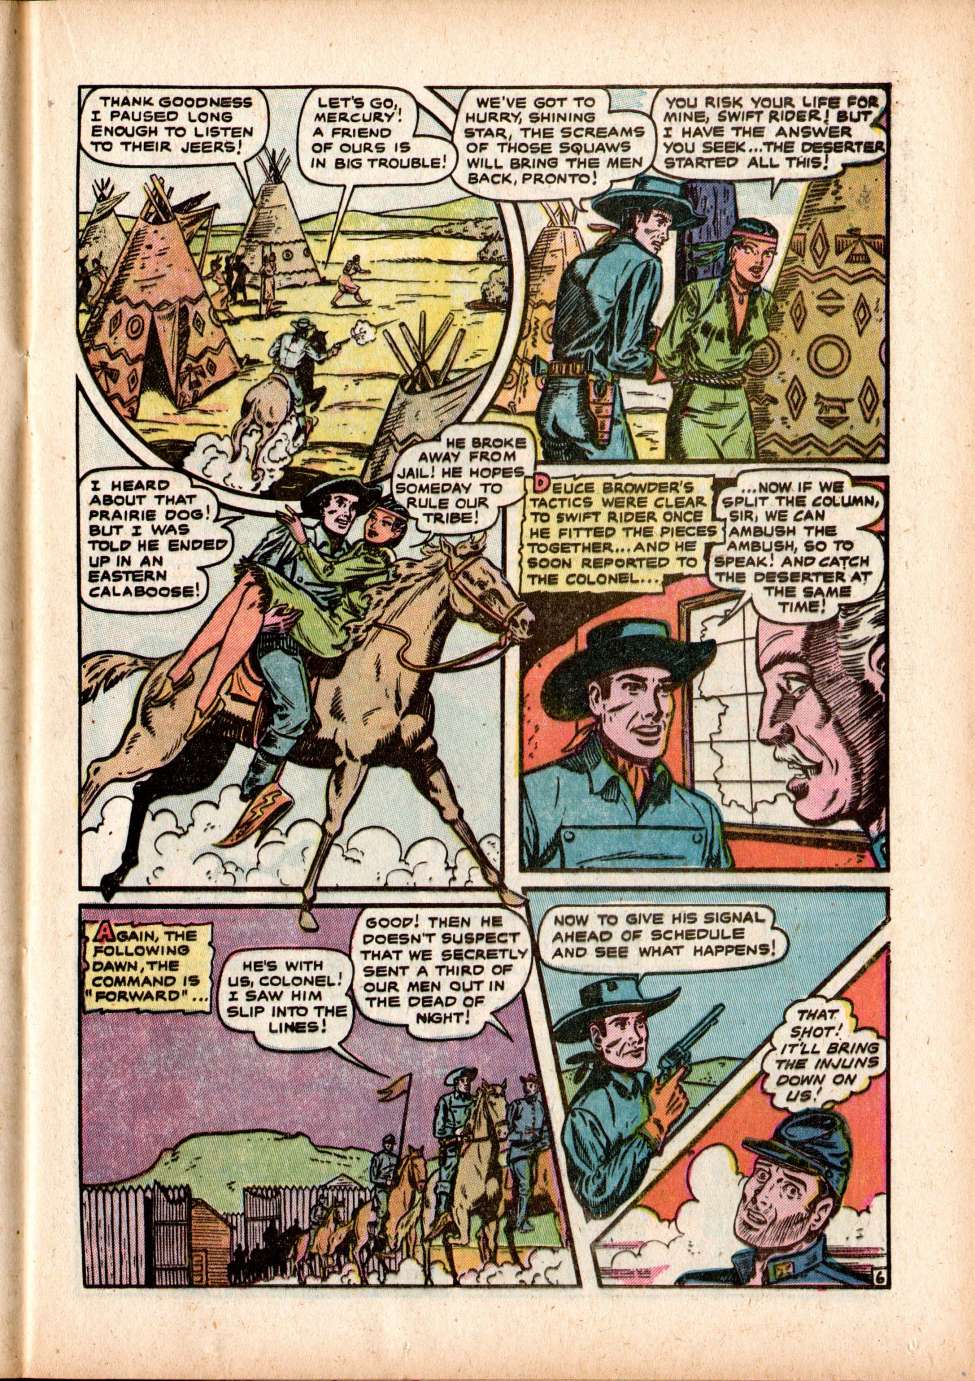 THANK GOODNESS
I PAUSED LONG
ENOUGH TO LISTEN
TO THEIR JEERS!
LET'S GO,
MERCURY!
A FRIEND
OF OURS IS
IN BIG TROUBLE!
WE'VE GOT TO
HURRY, SHINING
STAR, THE SCREAMS
OF THOSE SQUAWS
WILL BRING THE MEN
BACK, PRONTO!
YOU RISK YOUR LIFE FOR
MINE, SWIFT RIDER! BUT
I HAVE THE ANSWER
YOU SEEK...THE DESERTER
STARTED ALL THIS!
I HEARD
ABOUT THAT
PRAIRIE DOG!
BUT I WAS
TOLD HE ENDED
UP IN AN
EASTERN
CALABOOSE!
HE BROKE
AWAY FROM
JAIL! HE HOPES
SOMEDAY TO
RULE OUR
TRIBE!
DEUCE BROWDER'S
TACTICS WERE CLEAR
TO SWIFT RIDER ONCE
HE FITTED THE PIECES
TOGETHER...AND HE
SOON REPORTED TO
THE COLONEL...
...NOW IF WE
SPLIT THE COLUMN,
SIR, WE CAN
AMBUSH THE
AMBUSH, SO TO
SPEAK! AND CATCH
THE DESERTER AT
THE SAME
TIME!
AGAIN, THE
FOLLOWING
DAWN, THE
COMMAND IS
"FORWARD"...
HE'S WITH
US, COLONEL!
I SAW HIM
SLIP INTO THE
LINES!
GOOD! THEN HE
DOESN'T SUSPECT
THAT WE SECRETLY
SENT A THIRD OF
OUR MEN OUT IN
THE DEAD OF
NIGHT!
NOW TO GIVE HIS SIGNAL
AHEAD OF SCHEDULE
AND SEE WHAT HAPPENS!
THAT
SHOT!
IT'LL BRING
THE INJUNS
DOWN ON
US!
6